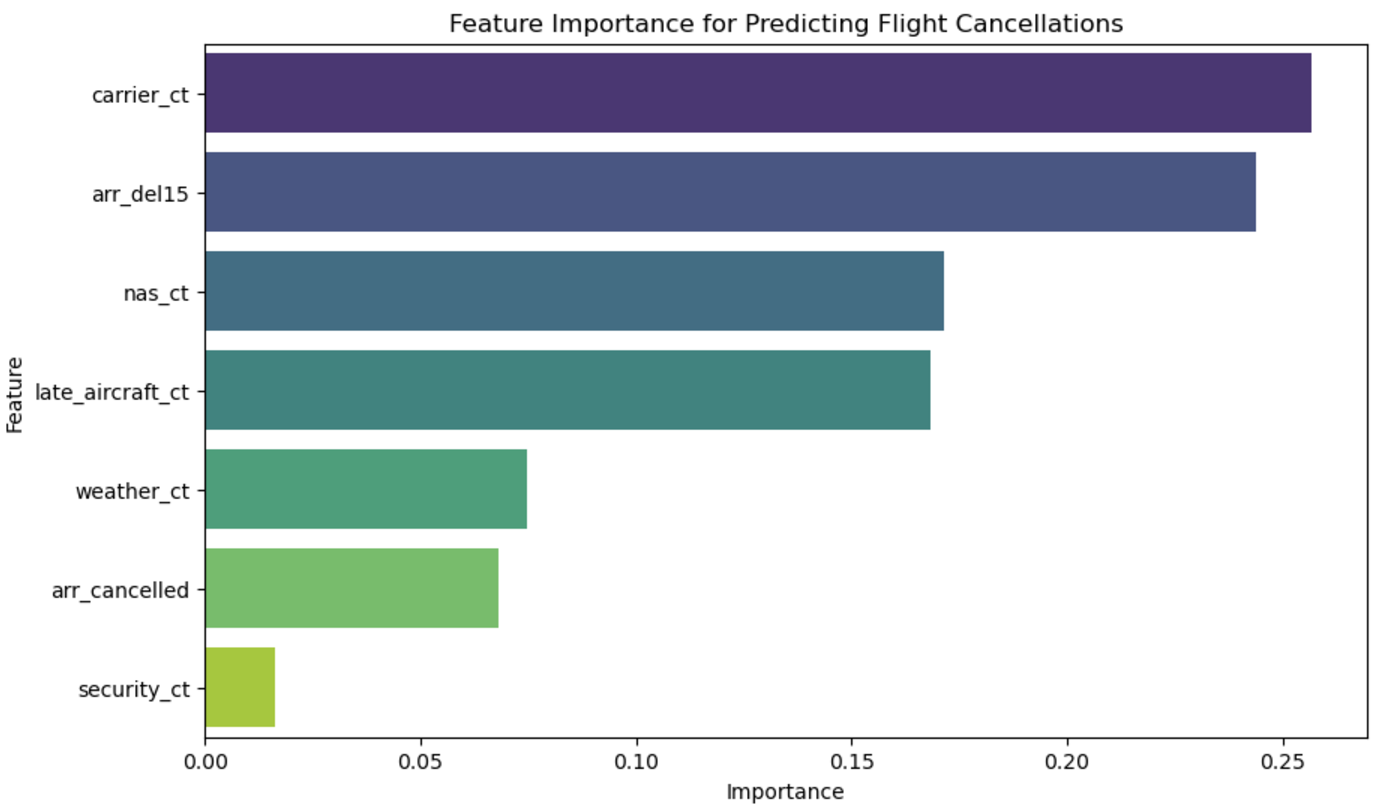 Feature Importance for Predicting Flight Cancellations
carrier_ct
arr_del15
nas_ct
late_aircraft_ct
weather_ct
arr_cancelled
security_ct
Feature
0.00 0.05 0.10 0.15 0.20 0.25
Importance